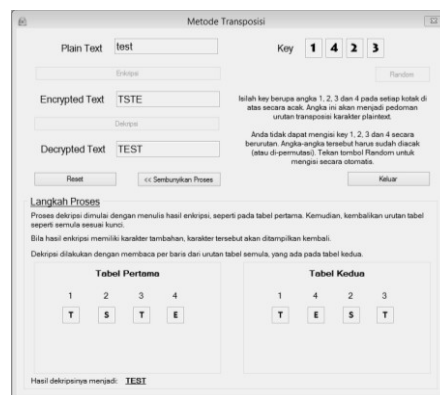 Metode Transposisi
Plain Text test
Key 1 4 2 3
Enkripsi
Random
Encrypted Text TSTE
Isilah key berupa angka 1, 2, 3 dan 4 pada setiap kotak di
atas secara acak. Angka ini akan menjadi pedoman
urutan transposisi karakter plaintext.
Dekripsi
Anda tidak dapat mengisi key 1, 2, 3 dan 4 secara
berurutan. Angka-angka tersebut harus sudah diacak
(atau di-permutasi). Tekan tombol Random untuk
mengisi secara otomatis.
Decrypted Text TEST
Reset
<< Sembunyikan Proses
Keluar
Langkah Proses
Proses dekripsi dimulai dengan menulis hasil enkripsi, seperti pada tabel pertama. Kemudian, kembalikan urutan tabel
seperti semula sesuai kunci.
Bila hasil enkripsi memiliki karakter tambahan, karakter tersebut akan ditampilkan kembali.
Dekripsi dilakukan dengan membaca per baris dari urutan tabel semula, yang ada pada tabel kedua.
Tabel Pertama
1 2 3 4
T S T E
Tabel Kedua
1 4 2 3
T E S T
Hasil dekripsinya menjadi: TEST